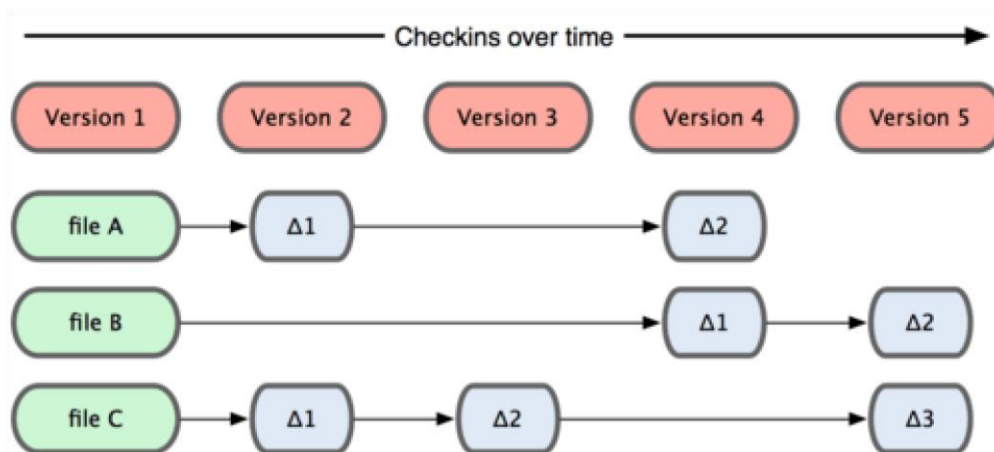 Checkins over time
Version 1 Version 2 Version 3 Version 4 Version 5
file A Δ1 Δ2
file B Δ1 Δ2
file C Δ1 Δ2 Δ3